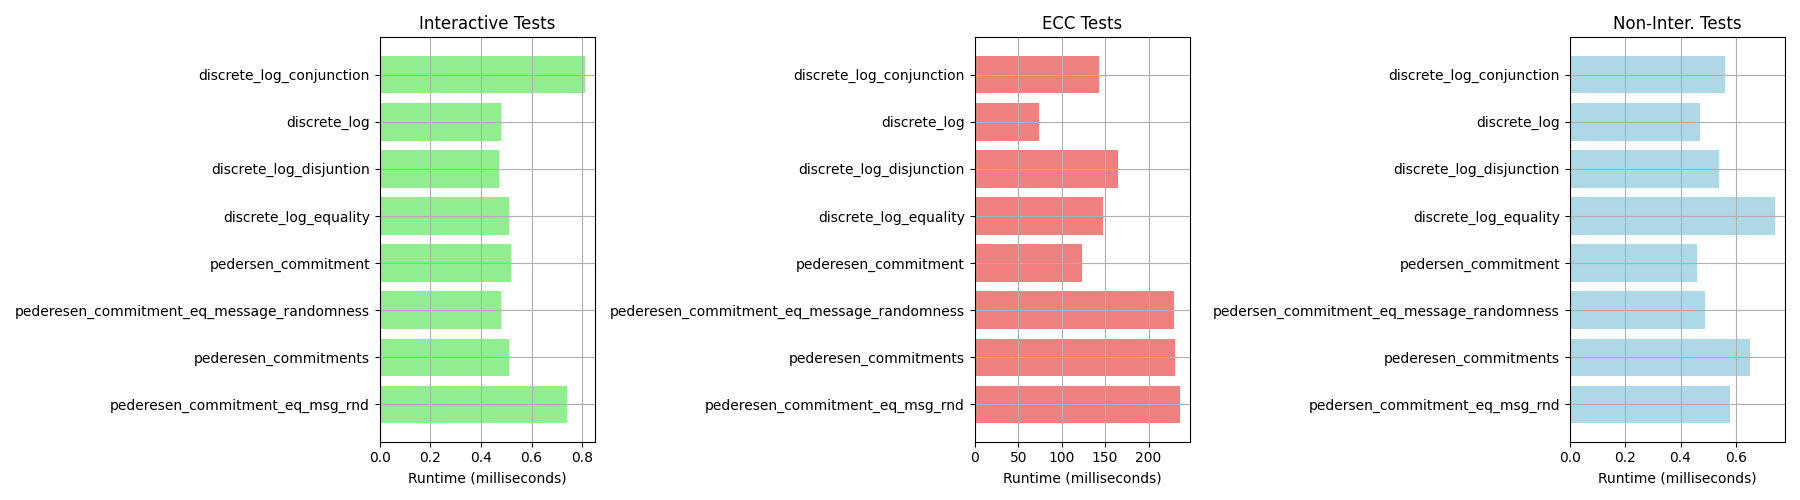 Interactive Tests
discrete_log_conjunction
discrete_log
discrete_log_disjuntion
discrete_log_equality
pedersen_commitment
pederesen_commitment_eq_message_randomness
pederesen_commitments
pederesen_commitment_eq_msg_rnd
0.0 0.2 0.4 0.6 0.8
Runtime (milliseconds)
ECC Tests
discrete_log_conjunction
discrete_log
discrete_log_disjunction
discrete_log_equality
pederesen_commitment
pederesen_commitment_eq_message_randomness
pederesen_commitments
pederesen_commitment_eq_msg_rnd
0 50 100 150 200
Runtime (milliseconds)
Non-Inter. Tests
discrete_log_conjunction
discrete_log
discrete_log_disjunction
discrete_log_equality
pedersen_commitment
pedersen_commitment_eq_message_randomness
pederesen_commitments
pedersen_commitment_eq_msg_rnd
0.0 0.2 0.4 0.6
Runtime (milliseconds)